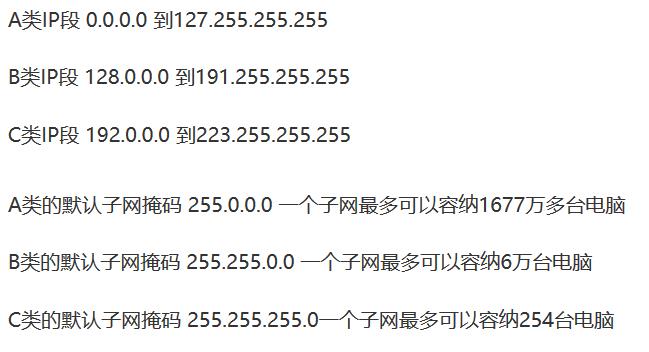 A类IP段 0.0.0.0 到127.255.255.255
B类IP段 128.0.0.0 到191.255.255.255
C类IP段 192.0.0.0 到223.255.255.255
A类的默认子网掩码 255.0.0.0 一个子网最多可以容纳1677万多台电脑
B类的默认子网掩码 255.255.0.0 一个子网最多可以容纳6万台电脑
C类的默认子网掩码 255.255.255.0一个子网最多可以容纳254台电脑